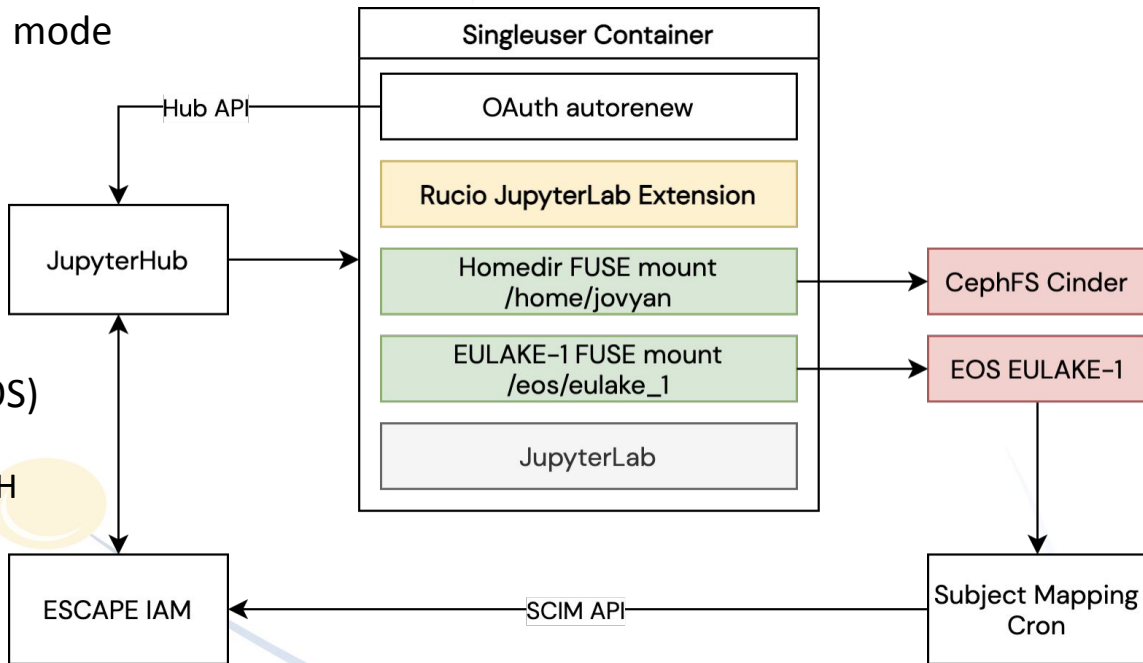 mode
Singleuser Container
Hub API
OAuth autorenew
Rucio JupyterLab Extension
JupyterHub
Homedir FUSE mount
/home/jovyan
CephFS Cinder
EULAKE-1 FUSE mount
/eos/eulake_1
EOS EULAKE-1
OS)
JupyterLab
H
ESCAPE IAM
SCIM API
Subject Mapping
Cron